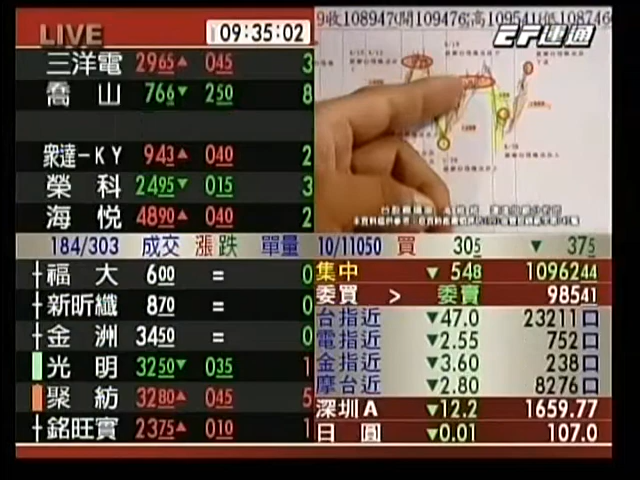 LIVE
09:35:02
三洋電 2965▲ 045 3
喬山 766▼ 250 8
眾達-KY 943▲ 040 2
榮科 2495▼ 015 3
海悅 4890▲ 040 2
184/303 成交 漲跌 單量
福大 600 = 0
新昕纖 870 = 0
金洲 3450 = 0
光明 3250▼ 035 1
聚紡 3280▲ 045 5
銘旺實 2375▲ 010 1
9收108947C開109476高109541低108746
10/11050 買 305 ▼ 375
集中 ▼ 548 1096244
委買 > 委賣 98541
台指近 ▼47.0 23211口
電指近 ▼2.55 752口
金指近 ▼3.60 238口
摩台近 ▼2.80 8276口
深圳A ▼12.2 1659.77
日圓 ▼0.01 107.0